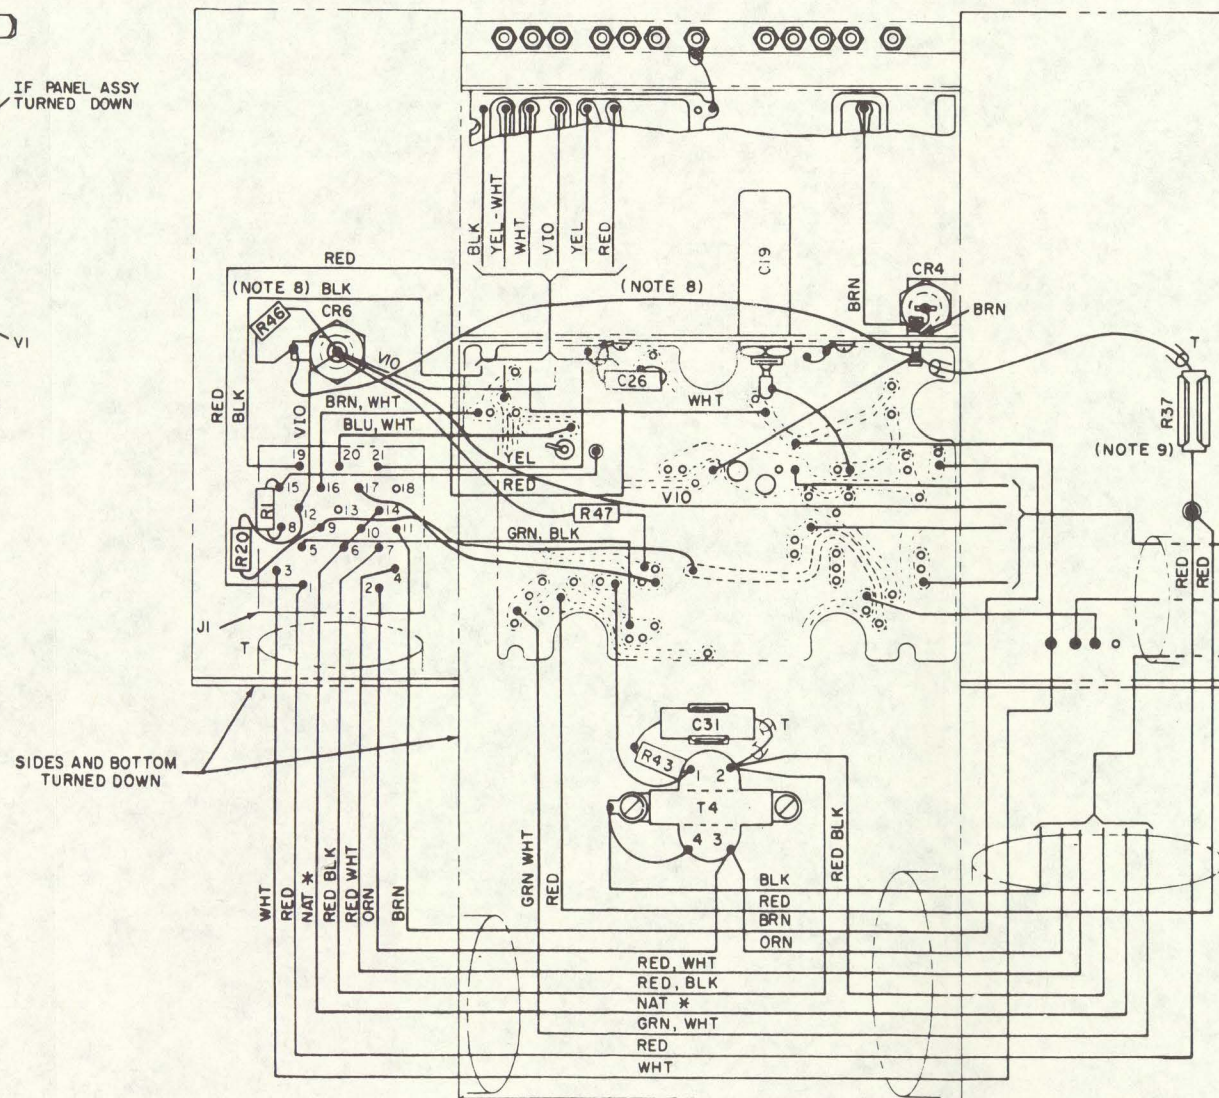 IF PANEL ASSY
TURNED DOWN
V1
BLK
YEL-WHT
WHT
VIO
YEL
RED
C19
BRN
CR4
BRN
RED
(NOTE 8) BLK
(NOTE 8)
R46
CR6
VIO
C26
WHT
T
R37
(NOTE 9)
RED
BLK
VIO
BRN, WHT
BLU, WHT
YEL
RED
VIO
R47
GRN, BLK
19
20
21
15
16
17
18
R1
12
13
14
8
9
10
11
R20
5
6
7
3
1
4
2
J1
T
RED
RED
SIDES AND BOTTOM
TURNED DOWN
C31
T
R43
1 2
T4
4 3
WHT
RED
NAT *
RED BLK
RED WHT
ORN
BRN
GRN WHT
RED
RED BLK
BLK
RED
BRN
ORN
RED, WHT
RED, BLK
NAT *
GRN, WHT
RED
WHT